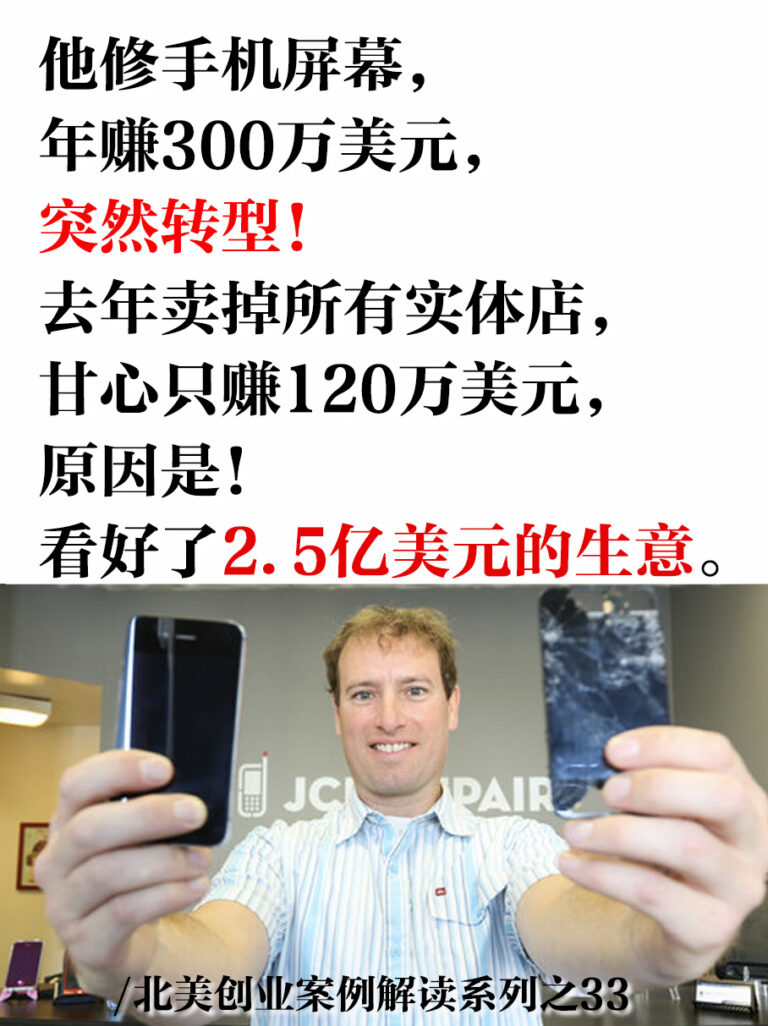 他修手机屏幕，
年赚300万美元，
突然转型！
去年卖掉所有实体店，
甘心只赚120万美元，
原因是！
看好了2.5亿美元的生意。
JC
PAIR
/北美创业案例解读系列之33